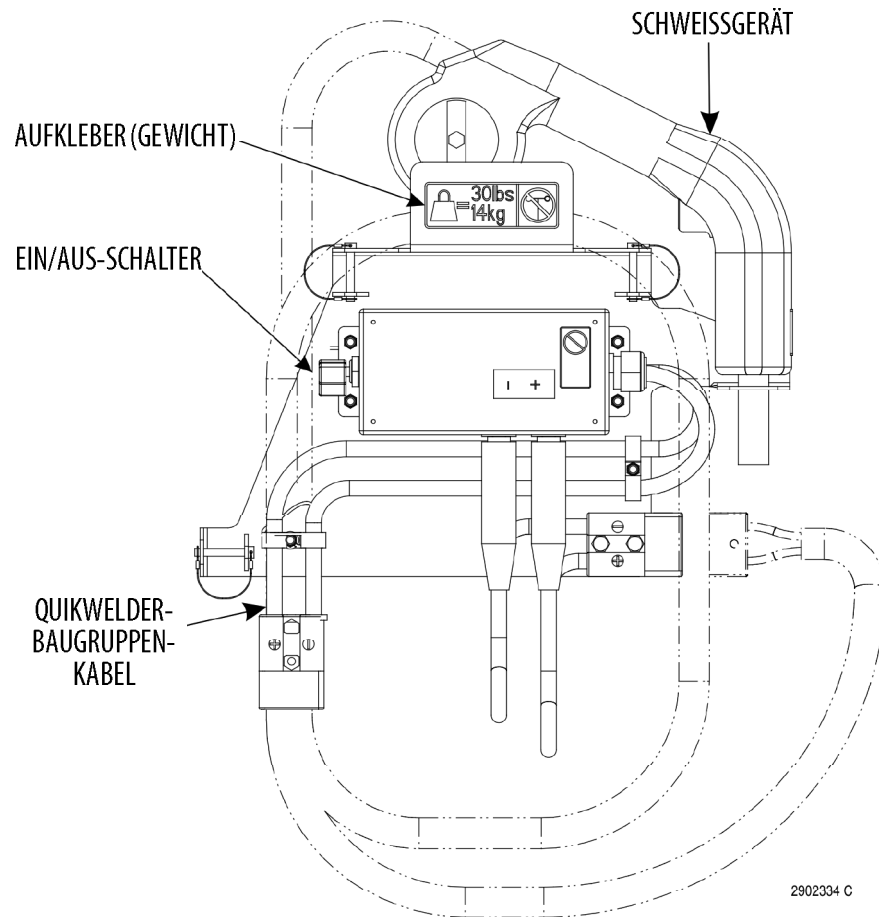 SCHWEISSGERÄT
AUFKLEBER (GEWICHT)
= 30lbs
14kg
EIN/AUS-SCHALTER
- +
QUIKWELDER-
BAUGRUPPEN-
KABEL
2902334 C